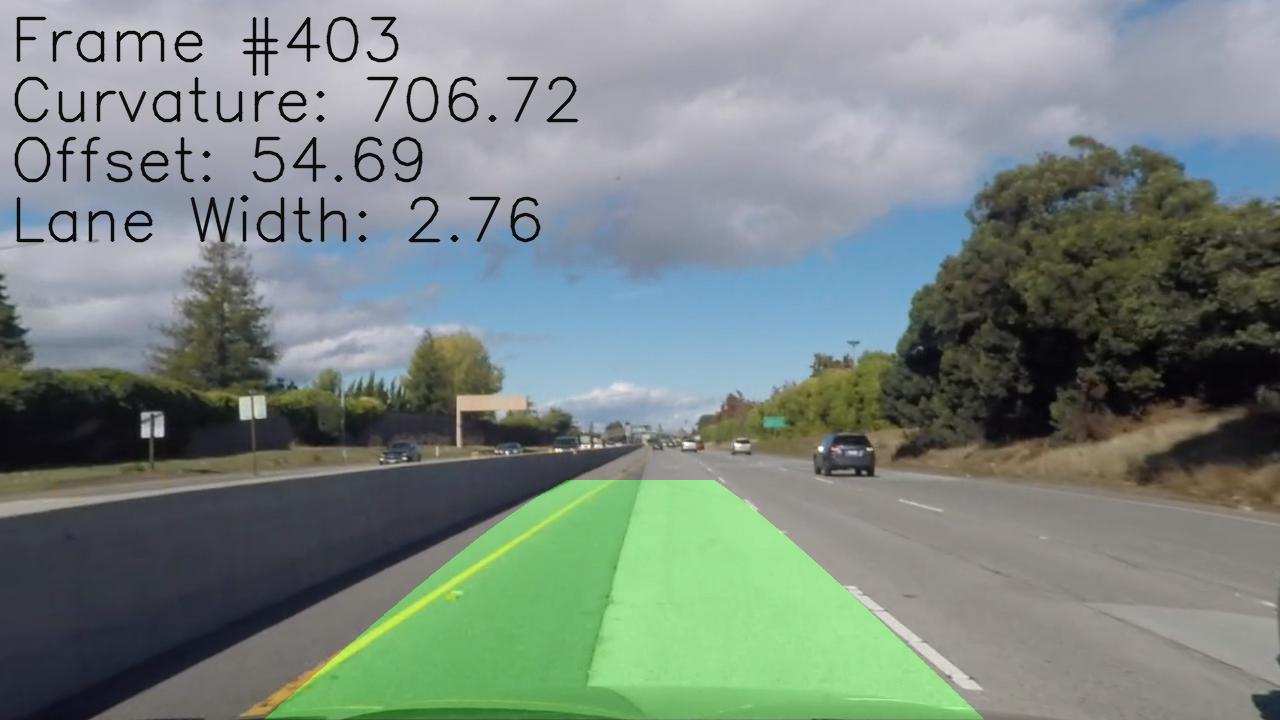 Frame #403
Curvature: 706.72
Offset: 54.69
Lane Width: 2.76